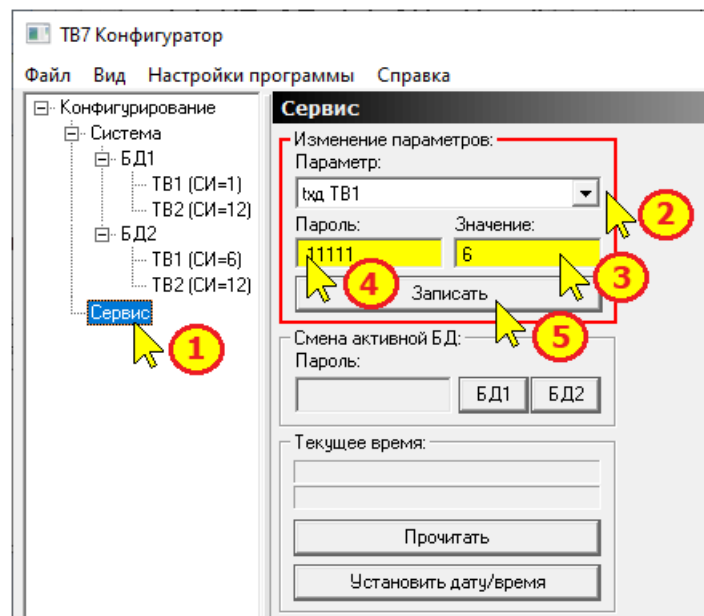 ТВ7 Конфигуратор
Файл Вид Настройки программы Справка
Конфигурирование
Система
БД1
ТВ1 (СИ=1)
ТВ2 (СИ=12)
БД2
ТВ1 (СИ=6)
ТВ2 (СИ=12)
Сервис
1
Сервис
Изменение параметров:
Параметр:
tхд ТВ1
2
Пароль: Значение:
11111 6
4 3
Записать
5
Смена активной БД:
Пароль:
БД1 БД2
Текущее время:
Прочитать
Установить дату/время